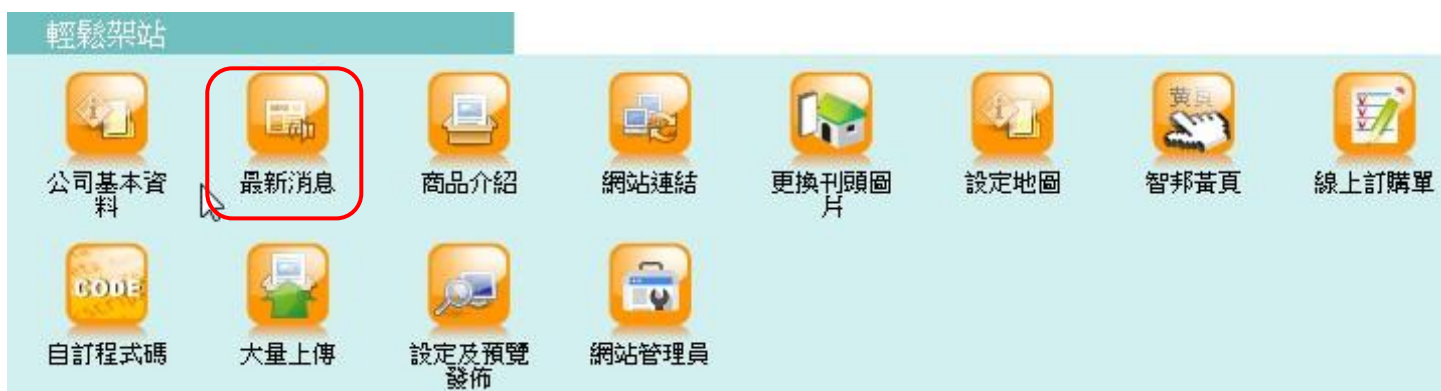 輕鬆架站
公司基本資料
最新消息
商品介紹
網站連結
更換刊頭圖片
設定地圖
黃頁
智邦黃頁
線上訂購單
CODE
自訂程式碼
大量上傳
設定及預覽發佈
網站管理員